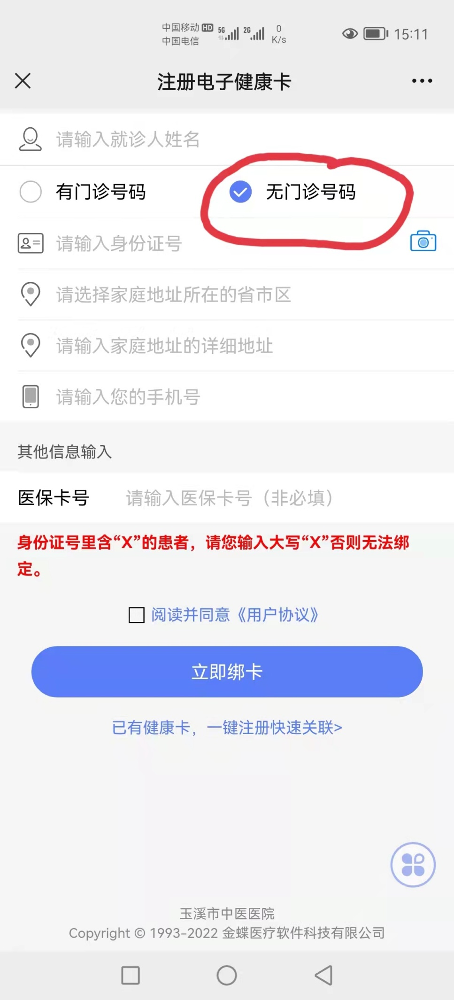 中国移动 HD 5G 2G 0 15:11
中国电信 K/s
注册电子健康卡
请输入就诊人姓名
有门诊号码 无门诊号码
请输入身份证号
请选择家庭地址所在的省市区
请输入家庭地址的详细地址
请输入您的手机号
其他信息输入
医保卡号 请输入医保卡号（非必填）
身份证号里含“X”的患者，请您输入大写“X”否则无法绑
定。
阅读并同意《用户协议》
立即绑卡
已有健康卡，一键注册快速关联>
玉溪市中医医院
Copyright © 1993-2022 金蝶医疗软件科技有限公司